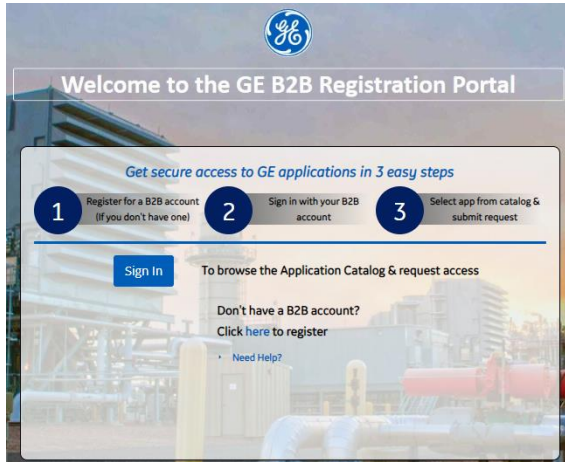 GE
Welcome to the GE B2B Registration Portal
Get secure access to GE applications in 3 easy steps
1
Register for a B2B account
(If you don't have one)
2
Sign in with your B2B
account
3
Select app from catalog &
submit request
Sign In
To browse the Application Catalog & request access
Don't have a B2B account?
Click here to register
Need Help?